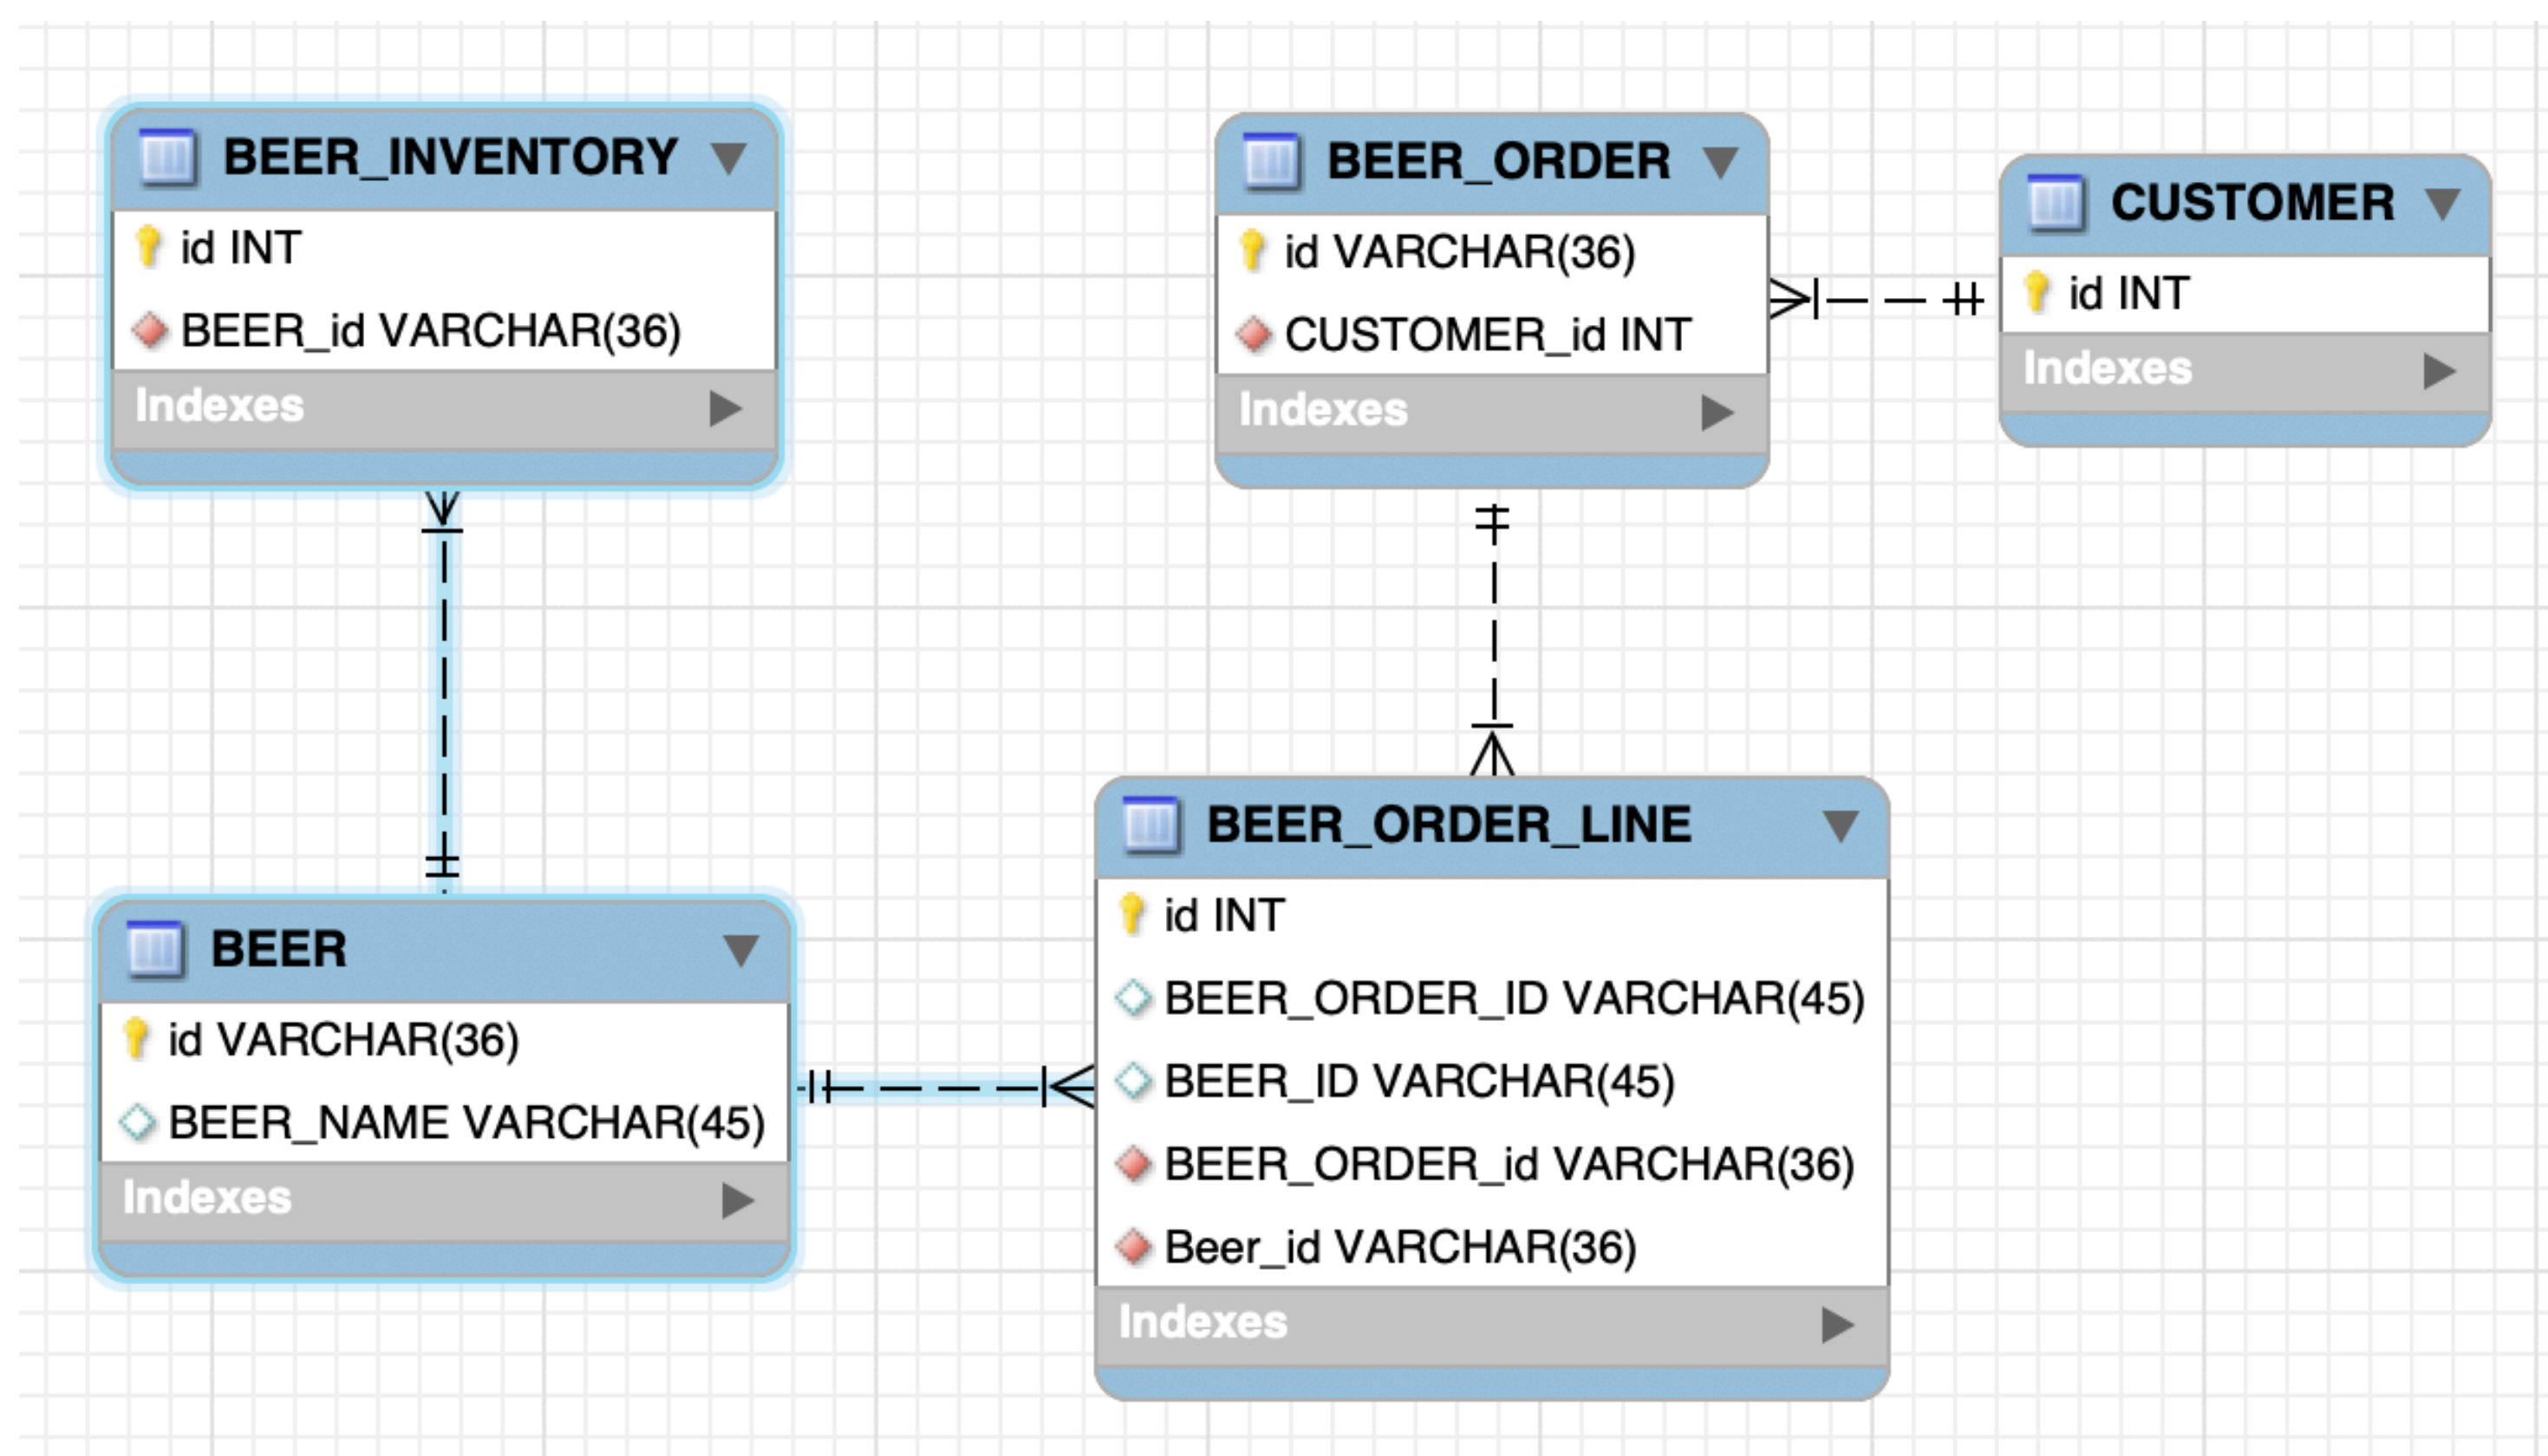 BEER_INVENTORY
id INT
BEER_id VARCHAR(36)
Indexes
BEER_ORDER
id VARCHAR(36)
CUSTOMER_id INT
Indexes
CUSTOMER
id INT
Indexes
BEER
id VARCHAR(36)
BEER_NAME VARCHAR(45)
Indexes
BEER_ORDER_LINE
id INT
BEER_ORDER_ID VARCHAR(45)
BEER_ID VARCHAR(45)
BEER_ORDER_id VARCHAR(36)
Beer_id VARCHAR(36)
Indexes